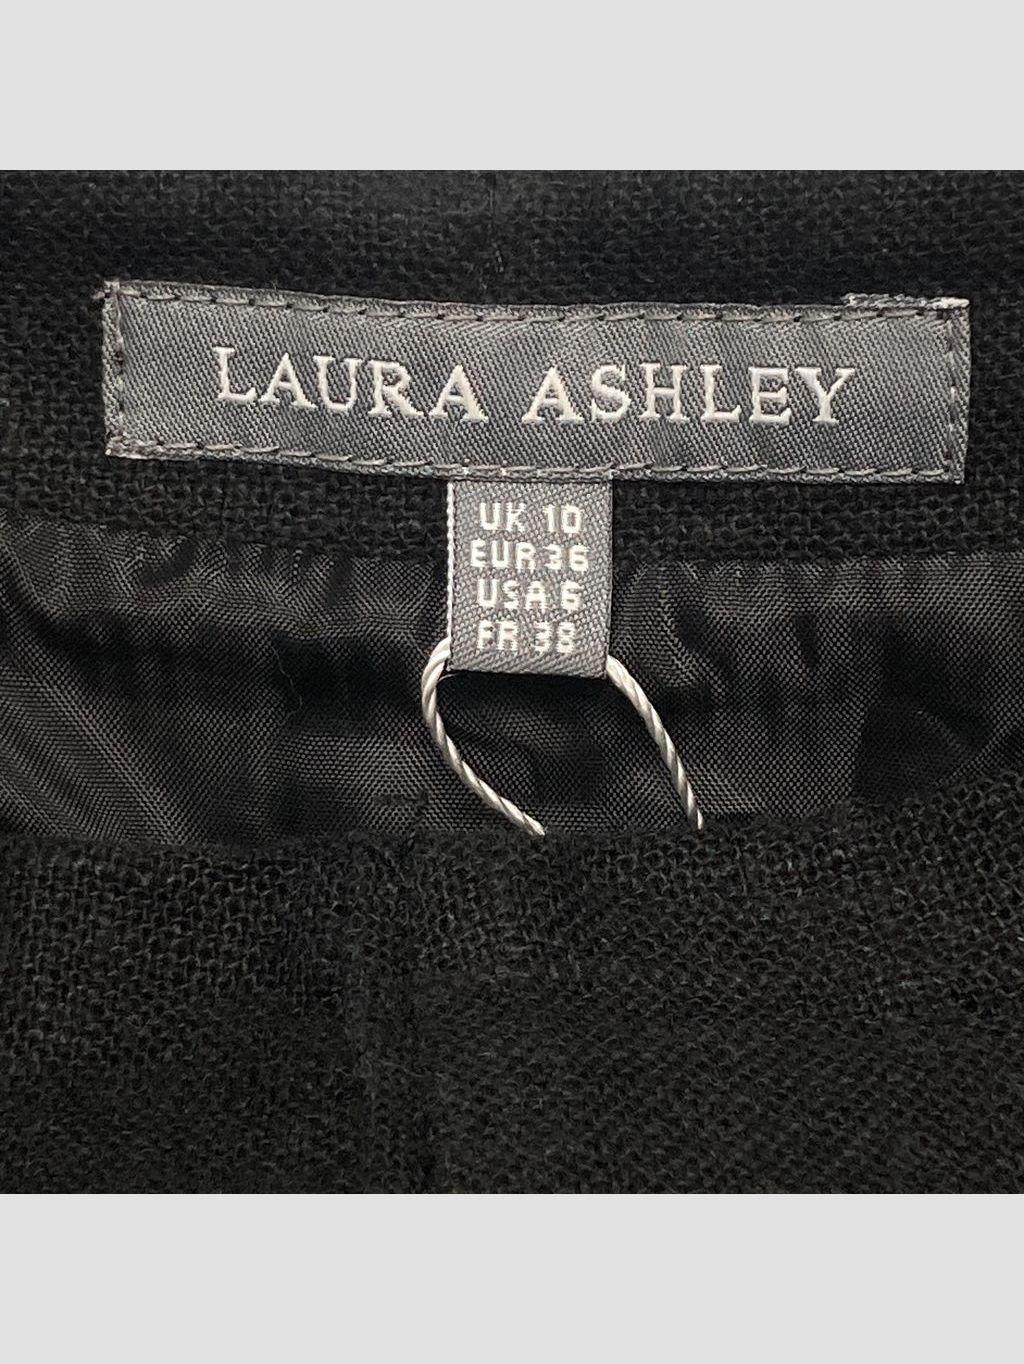 LAURA ASHLEY
UK 10
EUR 36
USA 6
FR 38